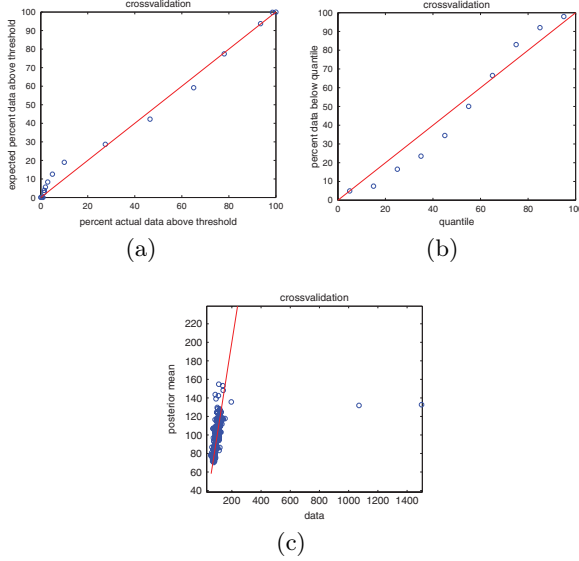 crossvalidation
expected percent data above threshold
100
90
80
70
60
50
40
30
20
10
0
0 20 40 60 80 100
percent actual data above threshold
(a)
crossvalidation
percent data below quantile
100
90
80
70
60
50
40
30
20
10
0
0 20 40 60 80 100
quantile
(b)
crossvalidation
posterior mean
220
200
180
160
140
120
100
80
60
40
200 400 600 800 1000 1200 1400
data
(c)